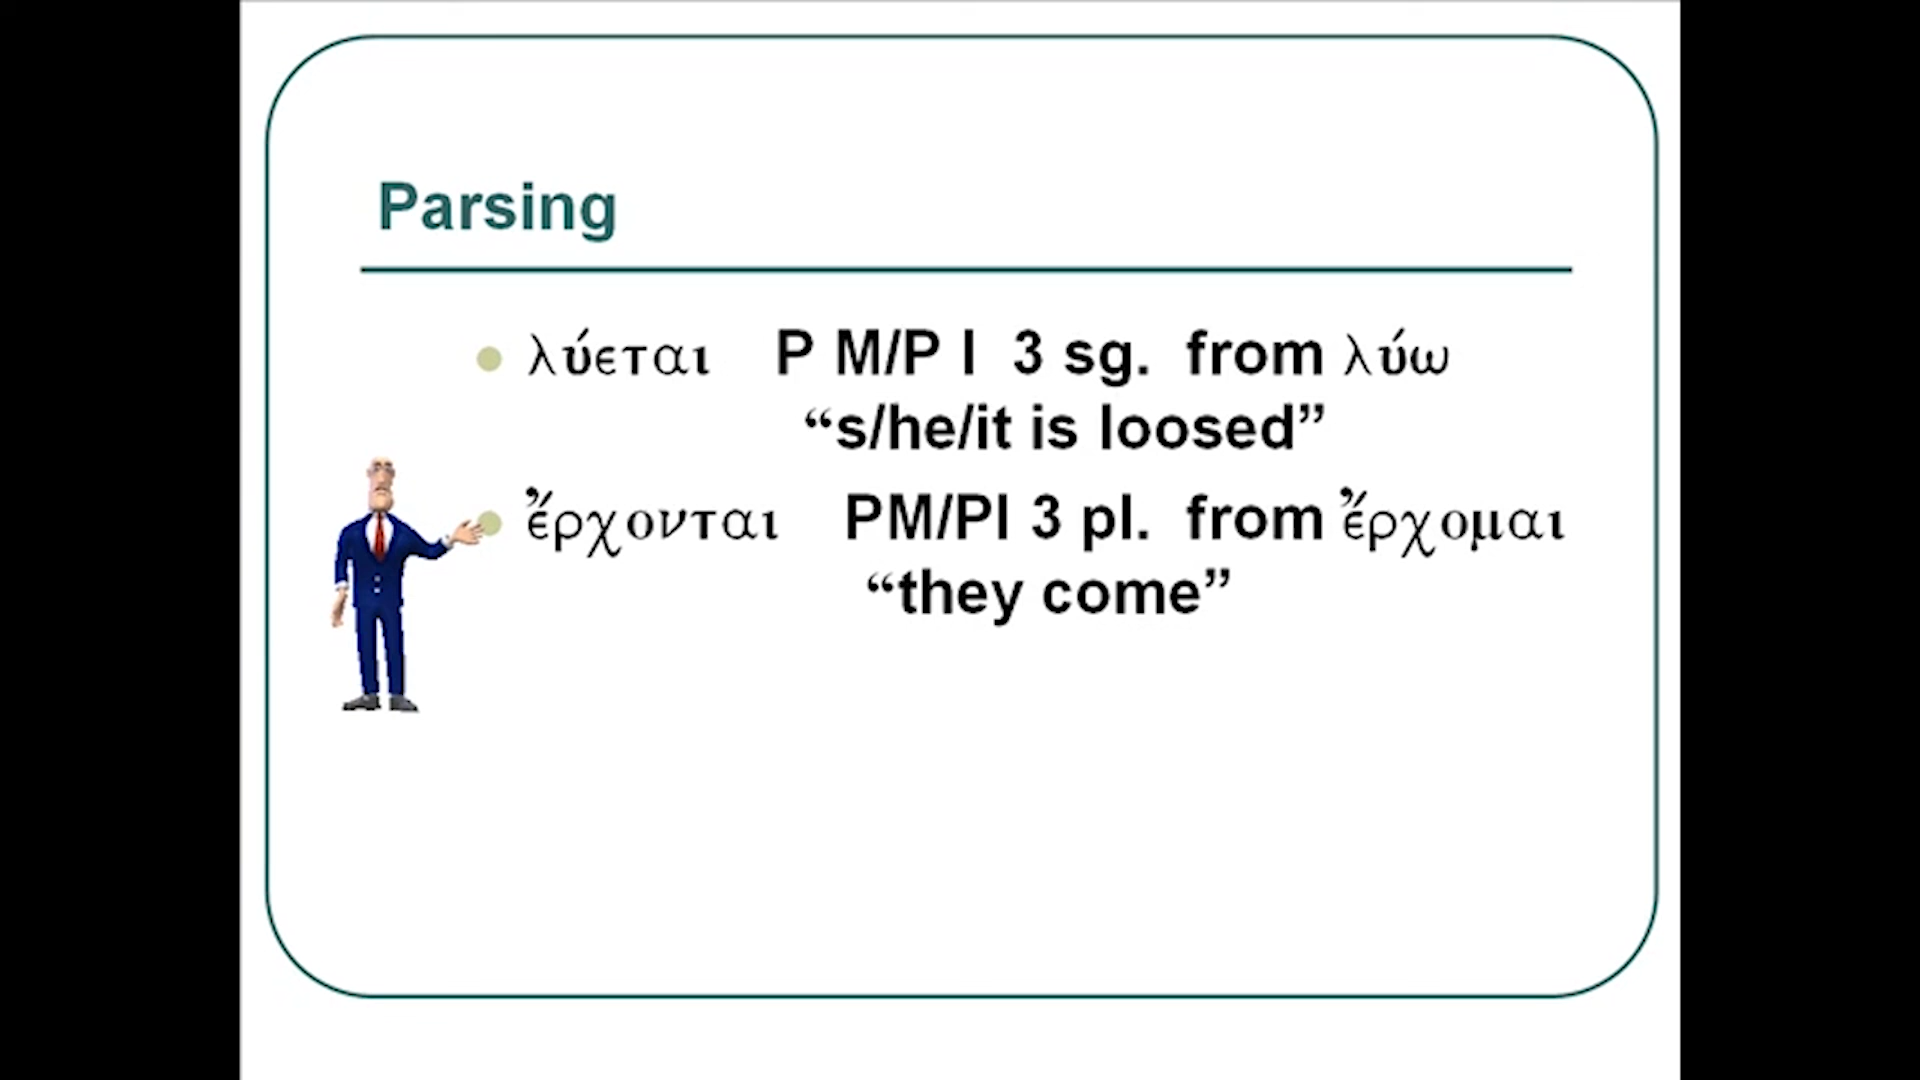 Parsing
λύεται P M/P I 3 sg. from λύω
“s/he/it is loosed”
ἔρχονται PM/PI 3 pl. from ἔρχομαι
“they come”